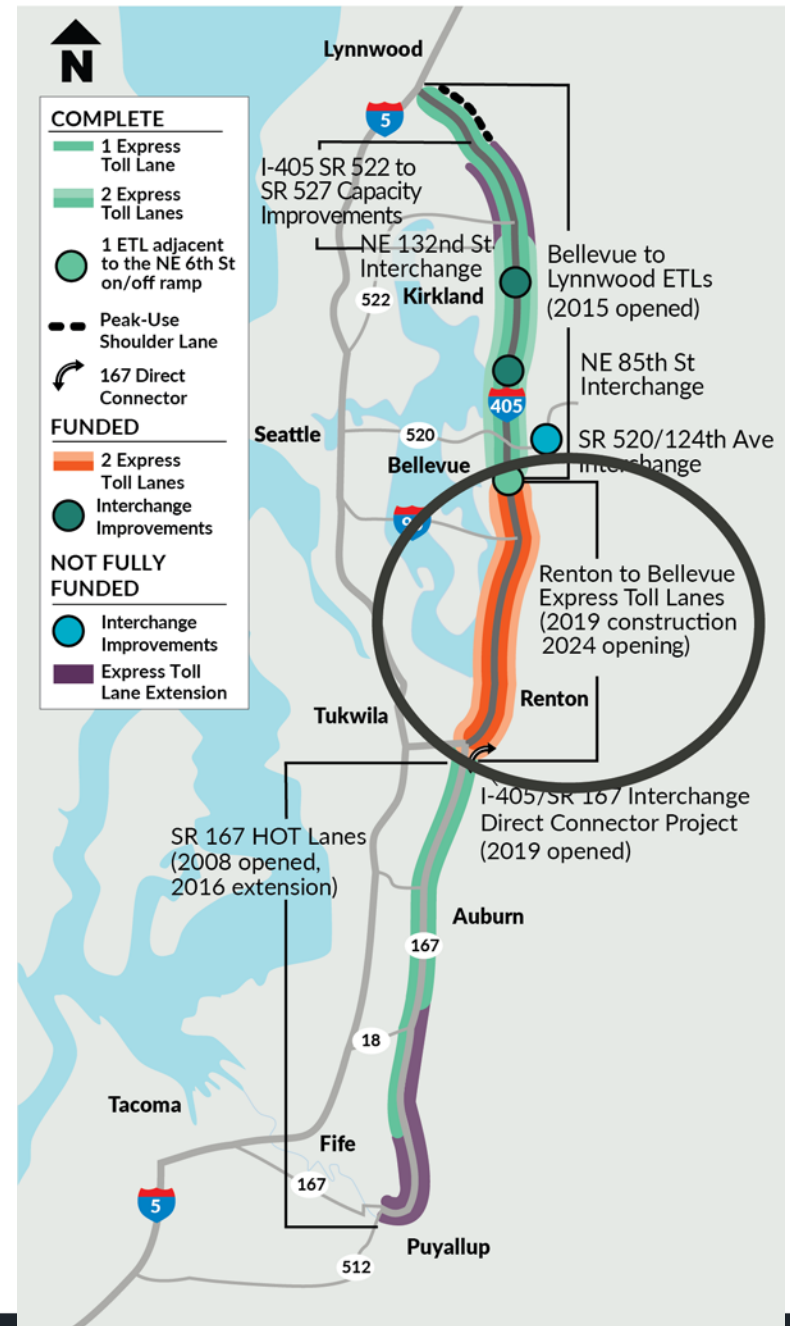 N
COMPLETE
1 Express
Toll Lane
2 Express
Toll Lanes
1 ETL adjacent
to the NE 6th St
on/off ramp
Peak-Use
Shoulder Lane
167 Direct
Connector
FUNDED
2 Express
Toll Lanes
Interchange
Improvements
NOT FULLY
FUNDED
Interchange
Improvements
Express Toll
Lane Extension
Lynnwood
5
I-405 SR 522 to
SR 527 Capacity
Improvements
NE 132nd St
Interchange
Bellevue to
Lynnwood ETLs
(2015 opened)
522
Kirkland
NE 85th St
Interchange
405
Seattle
520
SR 520/124th Ave
Interchange
Bellevue
Renton to Bellevue
Express Toll Lanes
(2019 construction
2024 opening)
Renton
Tukwila
I-405/SR 167 Interchange
Direct Connector Project
(2019 opened)
SR 167 HOT Lanes
(2008 opened,
2016 extension)
Auburn
167
18
Tacoma
Fife
167
5
Puyallup
512